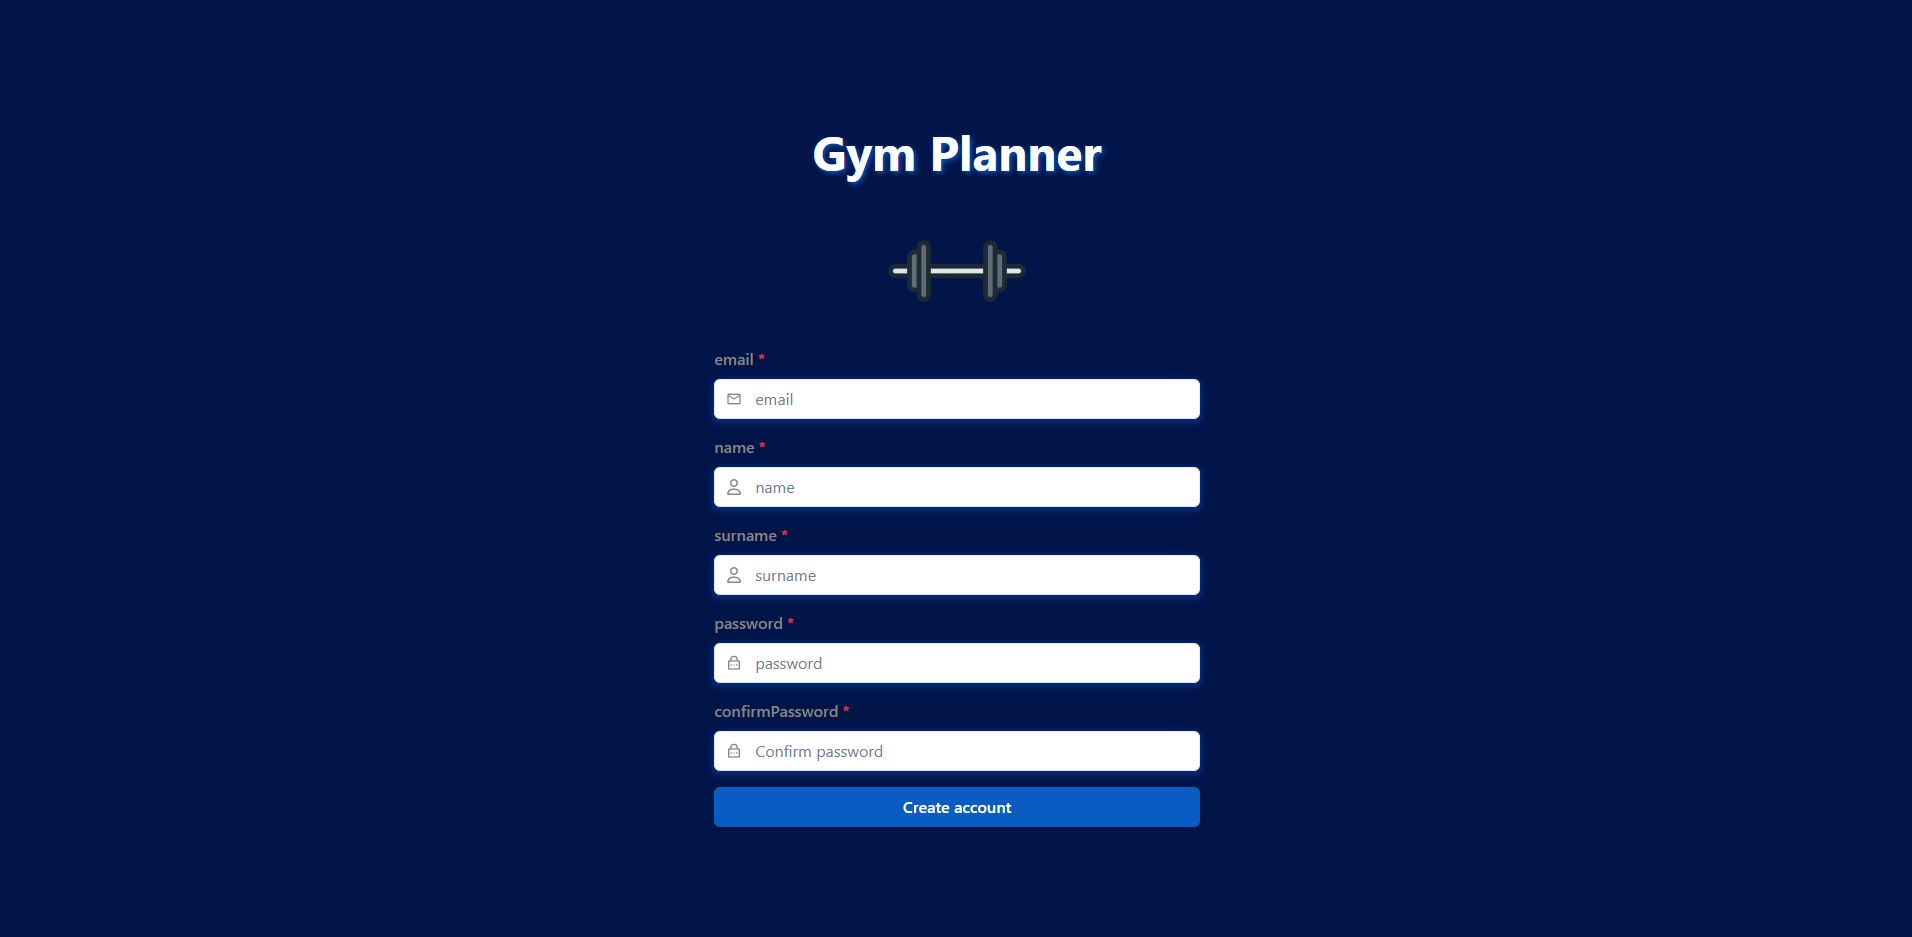 Gym Planner
email *
email
name *
name
surname *
surname
password *
password
confirmPassword *
Confirm password
Create account